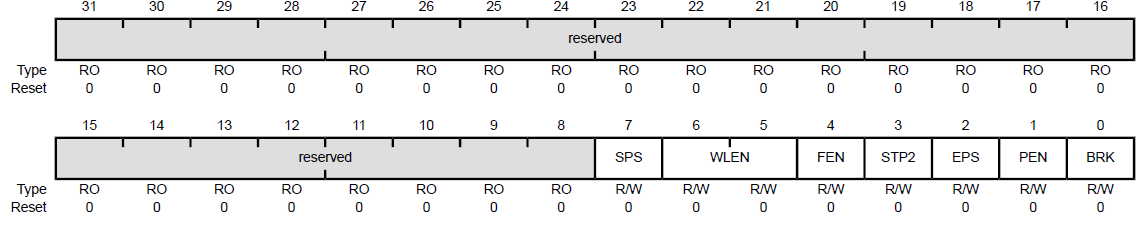 31 30 29 28 27 26 25 24 23 22 21 20 19 18 17 16
reserved
Type RO RO RO RO RO RO RO RO RO RO RO RO RO RO RO RO
Reset 0 0 0 0 0 0 0 0 0 0 0 0 0 0 0 0
15 14 13 12 11 10 9 8 7 6 5 4 3 2 1 0
reserved SPS WLEN FEN STP2 EPS PEN BRK
Type RO RO RO RO RO RO RO RO R/W R/W R/W R/W R/W R/W R/W R/W
Reset 0 0 0 0 0 0 0 0 0 0 0 0 0 0 0 0